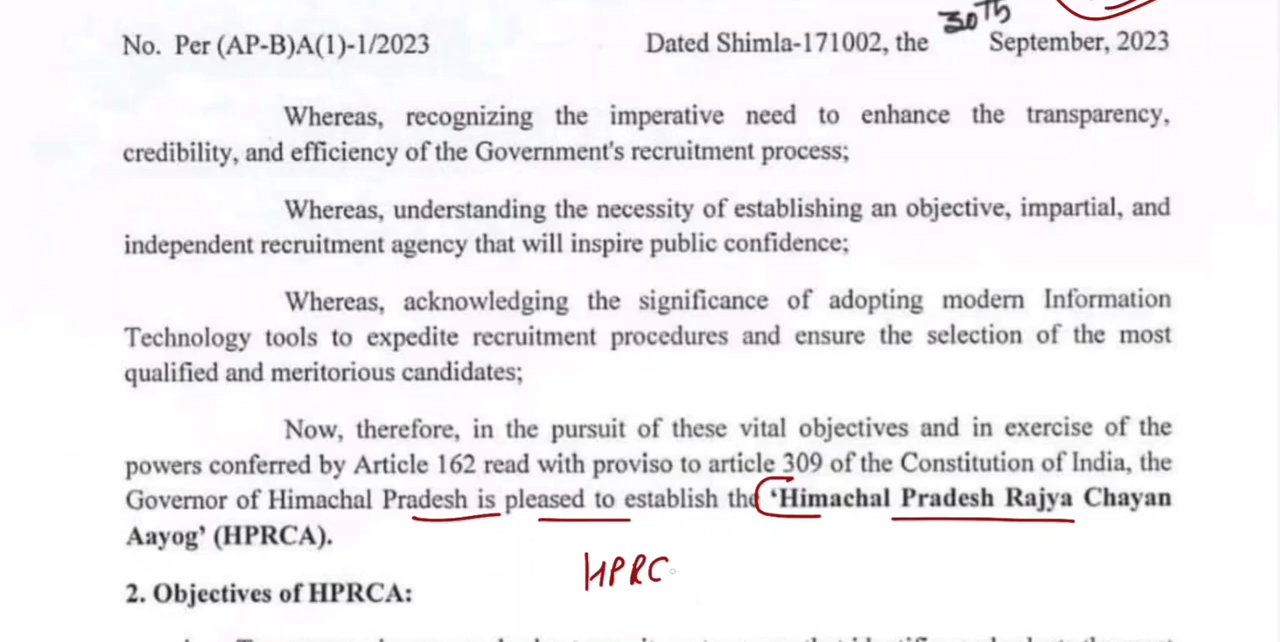 No. Per (AP-B)A(1)-1/2023 Dated Shimla-171002, the 30th September, 2023
Whereas, recognizing the imperative need to enhance the transparency,
credibility, and efficiency of the Government's recruitment process;
Whereas, understanding the necessity of establishing an objective, impartial, and
independent recruitment agency that will inspire public confidence;
Whereas, acknowledging the significance of adopting modern Information
Technology tools to expedite recruitment procedures and ensure the selection of the most
qualified and meritorious candidates;
Now, therefore, in the pursuit of these vital objectives and in exercise of the
powers conferred by Article 162 read with proviso to article 309 of the Constitution of India, the
Governor of Himachal Pradesh is pleased to establish the 'Himachal Pradesh Rajya Chayan
Aayog' (HPRCA).
HPRC
2. Objectives of HPRCA: